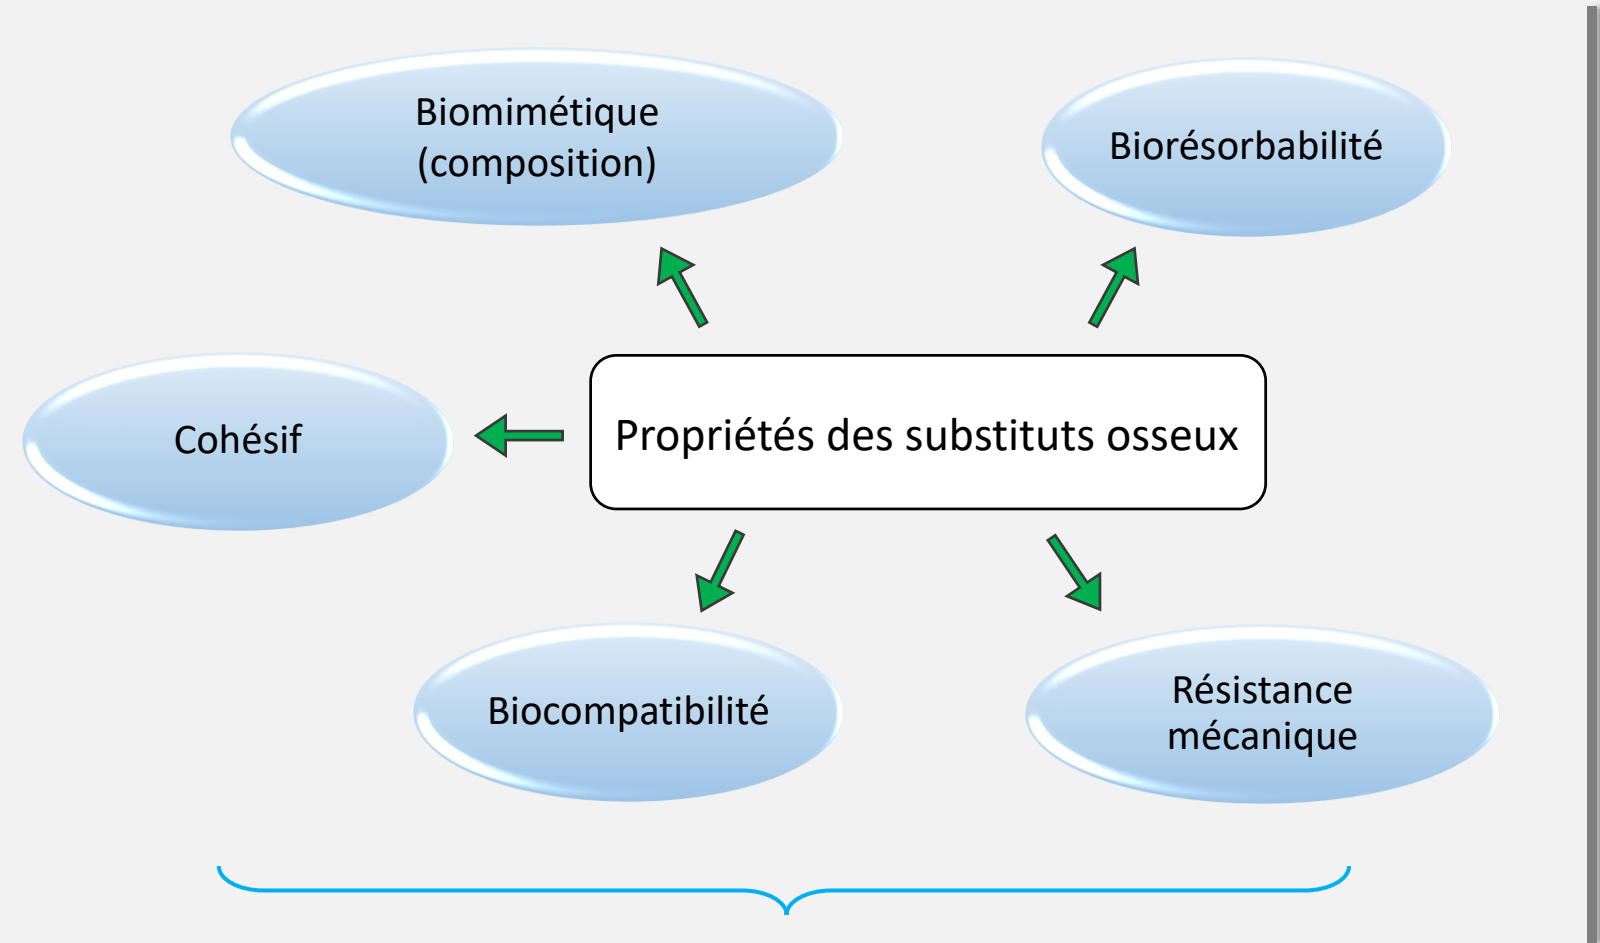 Biomimétique
(composition)
Biorésorbabilité
Cohésif
Propriétés des substituts osseux
Biocompatibilité
Résistance
mécanique